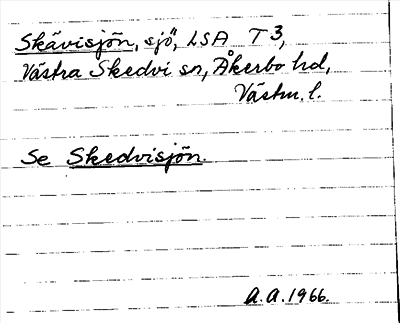 Skävisjön, sjö, LSA T3,
Västra Skedvi sn, Åkerbo hd,
Västm. l.
Se Skedvisjön.
A.A. 1966.